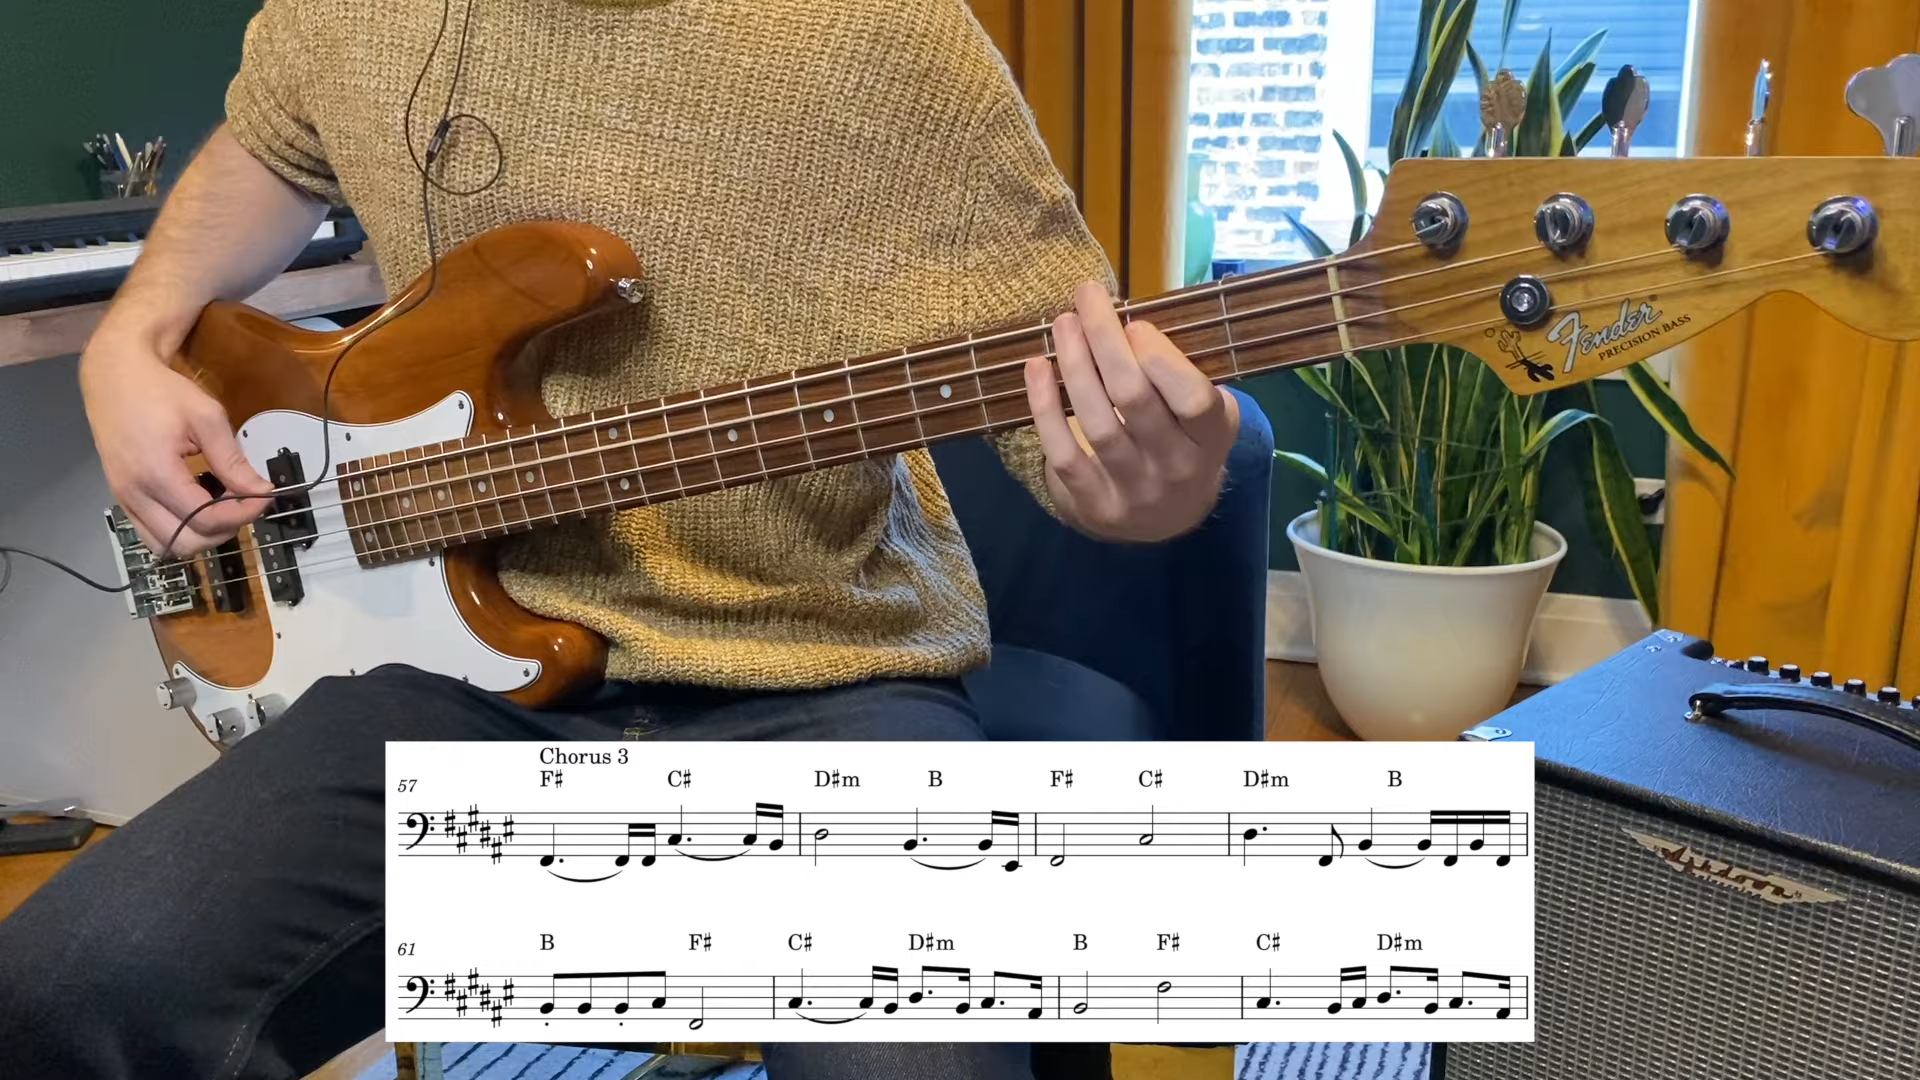 Fender
PRECISION BASS
Chorus 3
57
F♯ C♯ D♯m B F♯ C♯ D♯m B
61
B F♯ C♯ D♯m B F♯ C♯ D♯m